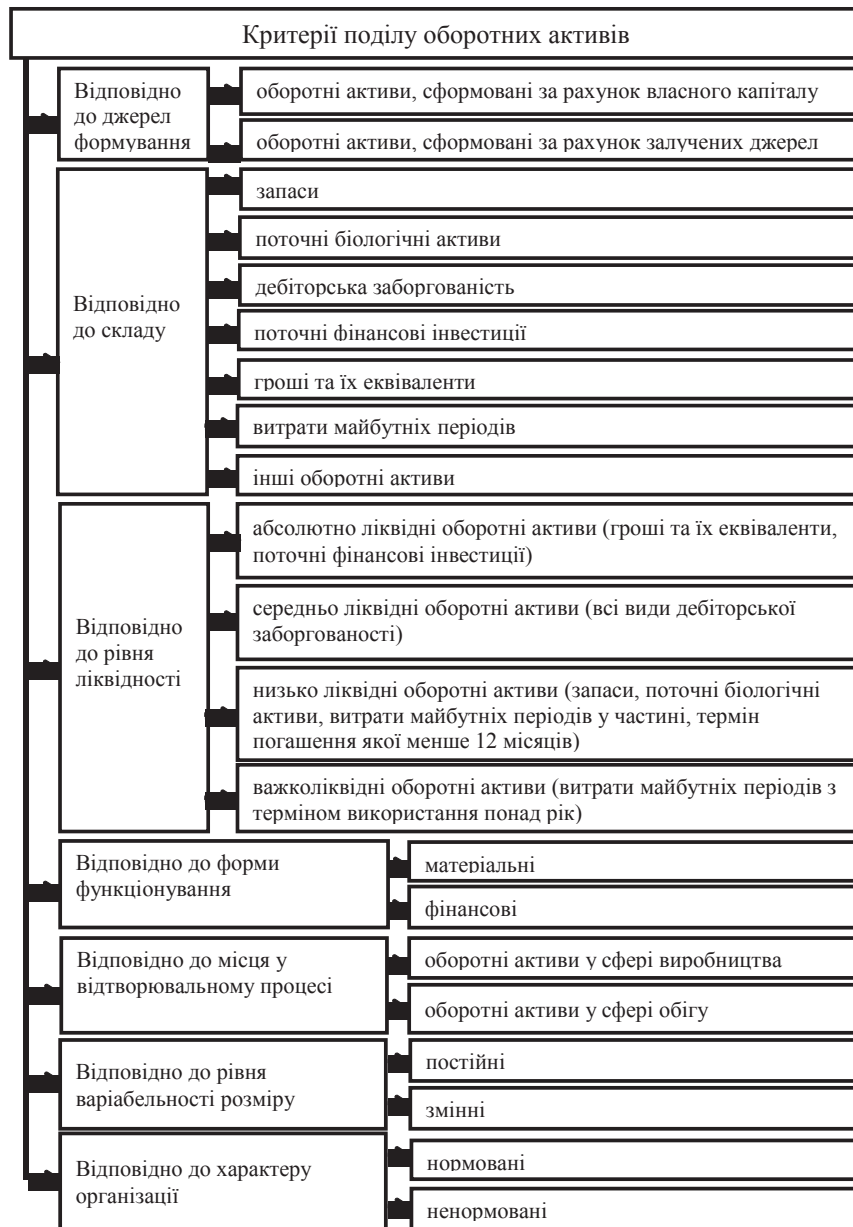 Критерії поділу оборотних активів
Відповідно
до джерел
формування
оборотні активи, сформовані за рахунок власного капіталу
оборотні активи, сформовані за рахунок залучених джерел
Відповідно
до складу
запаси
поточні біологічні активи
дебіторська заборгованість
поточні фінансові інвестиції
гроші та їх еквіваленти
витрати майбутніх періодів
інші оборотні активи
Відповідно
до рівня
ліквідності
абсолютно ліквідні оборотні активи (гроші та їх еквіваленти,
поточні фінансові інвестиції)
середньо ліквідні оборотні активи (всі види дебіторської
заборгованості)
низько ліквідні оборотні активи (запаси, поточні біологічні
активи, витрати майбутніх періодів у частині, термін
погашення якої менше 12 місяців)
важколіквідні оборотні активи (витрати майбутніх періодів з
терміном використання понад рік)
Відповідно до форми
функціонування
матеріальні
фінансові
Відповідно до місця у
відтворювальному процесі
оборотні активи у сфері виробництва
оборотні активи у сфері обігу
Відповідно до рівня
варіабельності розміру
постійні
змінні
Відповідно до характеру
організації
нормовані
ненормовані